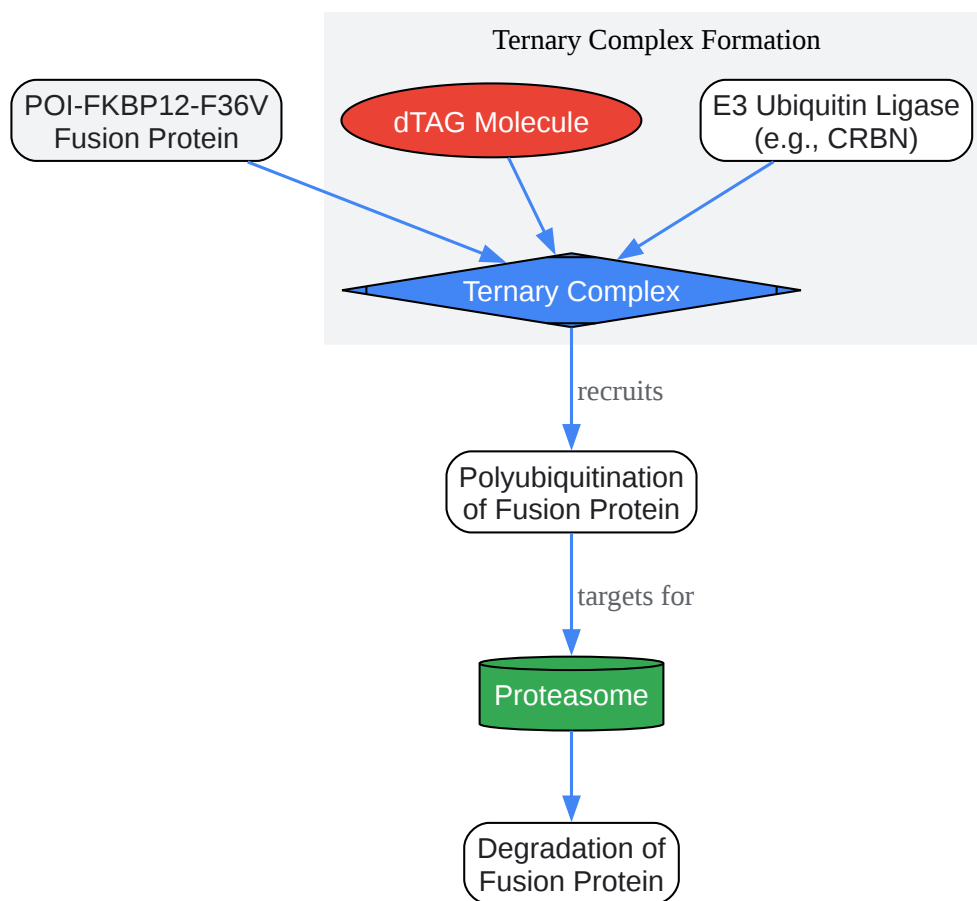 Ternary Complex Formation
POI-FKBP12-F36V
Fusion Protein
dTAG Molecule
E3 Ubiquitin Ligase
(e.g., CRBN)
Ternary Complex
recruits
Polyubiquitination
of Fusion Protein
targets for
Proteasome
Degradation of
Fusion Protein